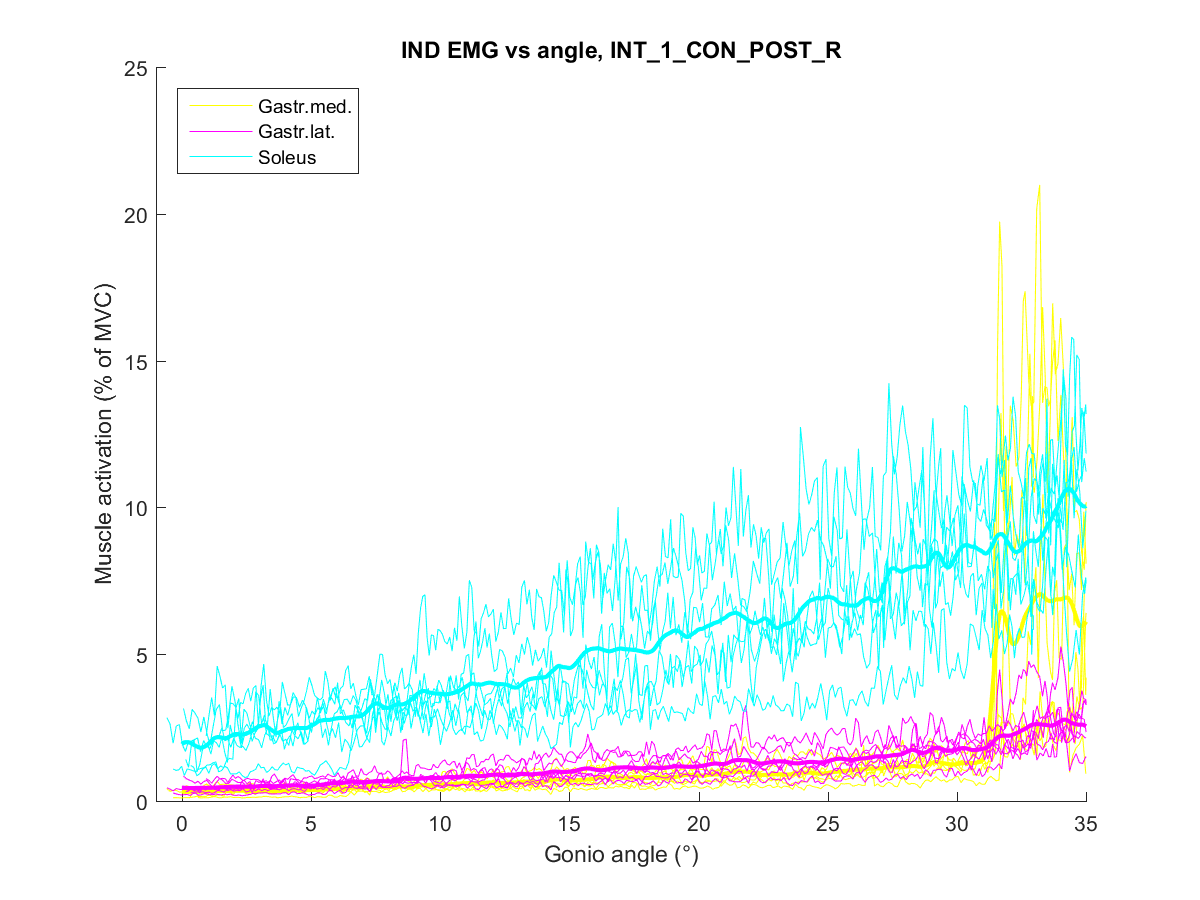 IND EMG vs angle, INT_1_CON_POST_R
25
20
15
10
5
0
Muscle activation (% of MVC)
Gastr.med.
Gastr.lat.
Soleus
0 5 10 15 20 25 30 35
Gonio angle (°)